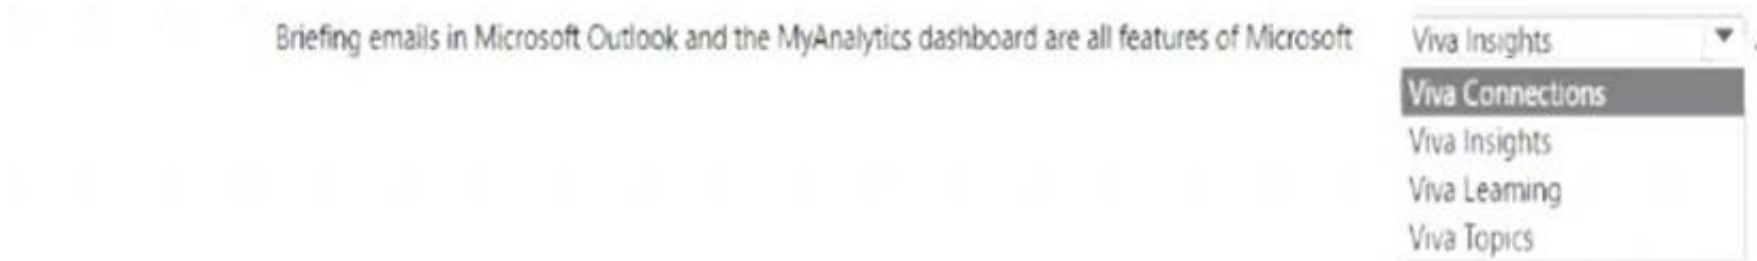 Briefing emails in Microsoft Outlook and the MyAnalytics dashboard are all features of Microsoft Viva Insights .
Viva Connections
Viva Insights
Viva Learning
Viva Topics